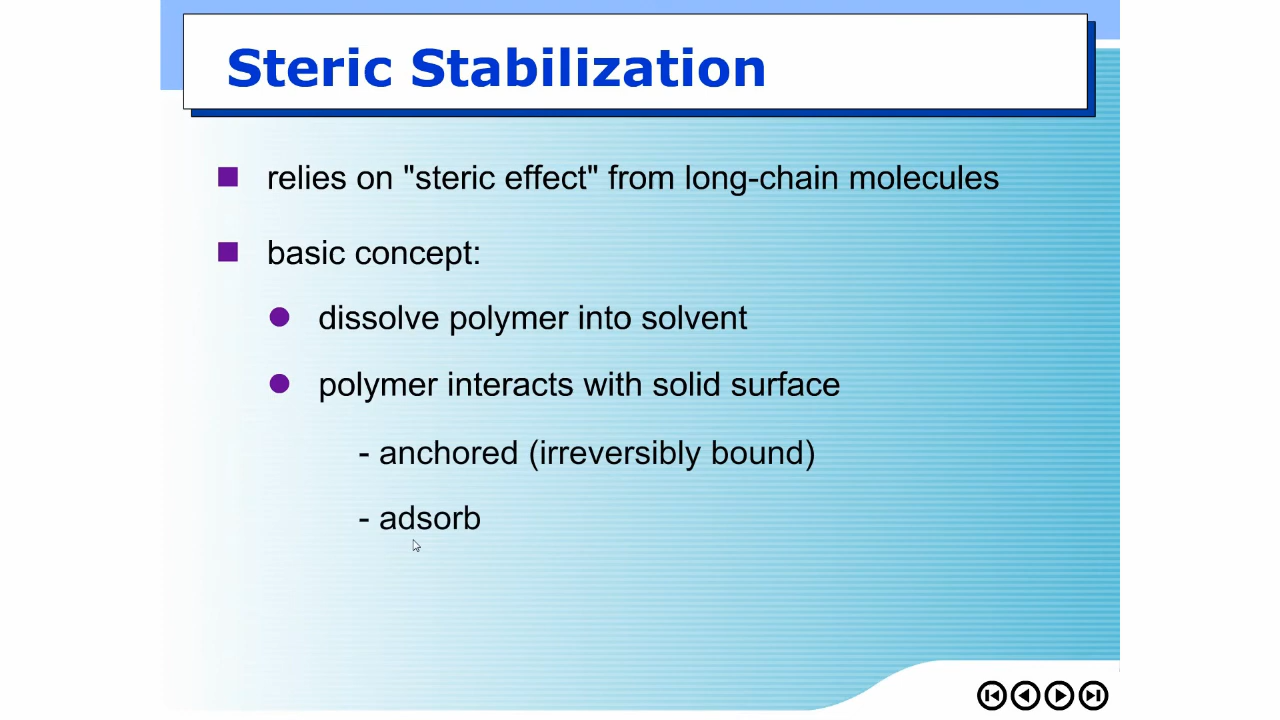 Steric Stabilization
relies on "steric effect" from long-chain molecules
basic concept:
dissolve polymer into solvent
polymer interacts with solid surface
- anchored (irreversibly bound)
- adsorb